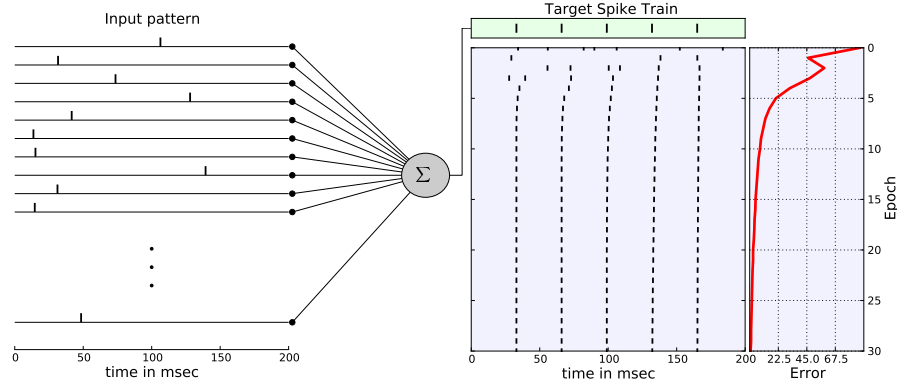 Target Spike Train
Input pattern
Σ
0
5
10
15
20
25
30
Epoch
0 50 100 150 200
time in msec
0 50 100 150 200
time in msec
22.5 45.0 67.5
Error